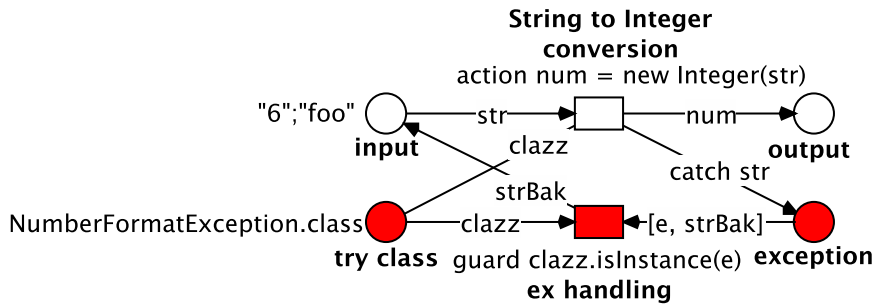 String to Integer
conversion
action num = new Integer(str)
"6";"foo"
str
num
input
clazz
output
catch str
strBak
NumberFormatException.class
clazz
[e, strBak]
try class
guard clazz.isInstance(e)
exception
ex handling